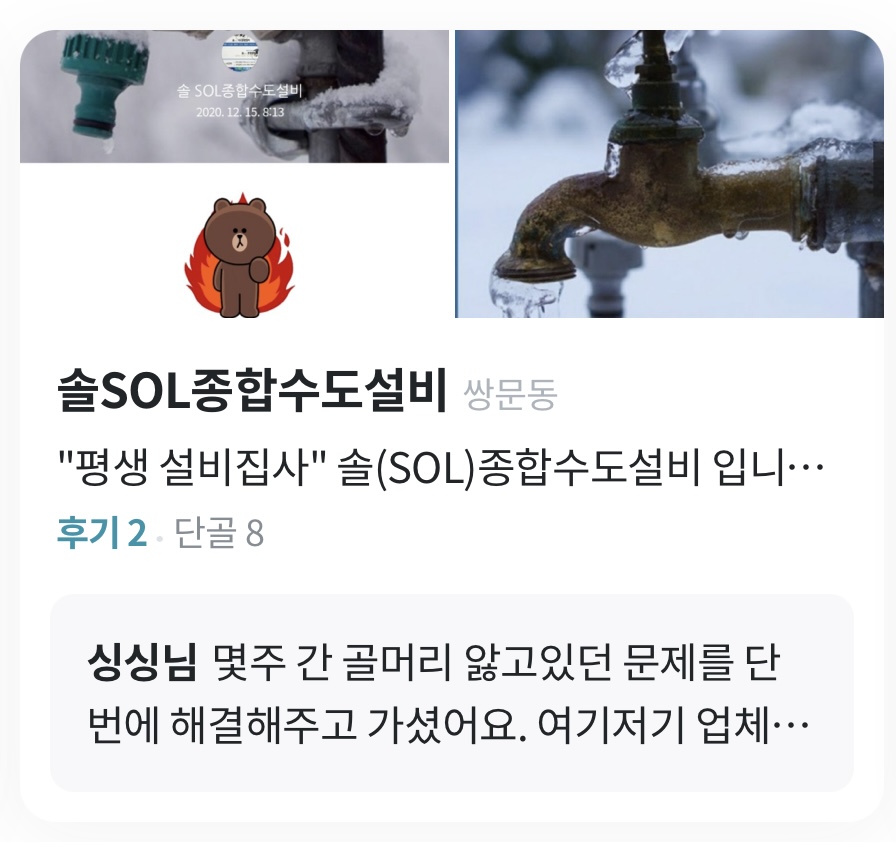 솔 SOL종합수도설비
2020. 12. 15. 8:13
솔SOL종합수도설비 쌍문동
"평생 설비집사" 솔(SOL)종합수도설비 입니…
후기 2 · 단골 8
싱싱님 몇주 간 골머리 앓고있던 문제를 단
번에 해결해주고 가셨어요. 여기저기 업체…